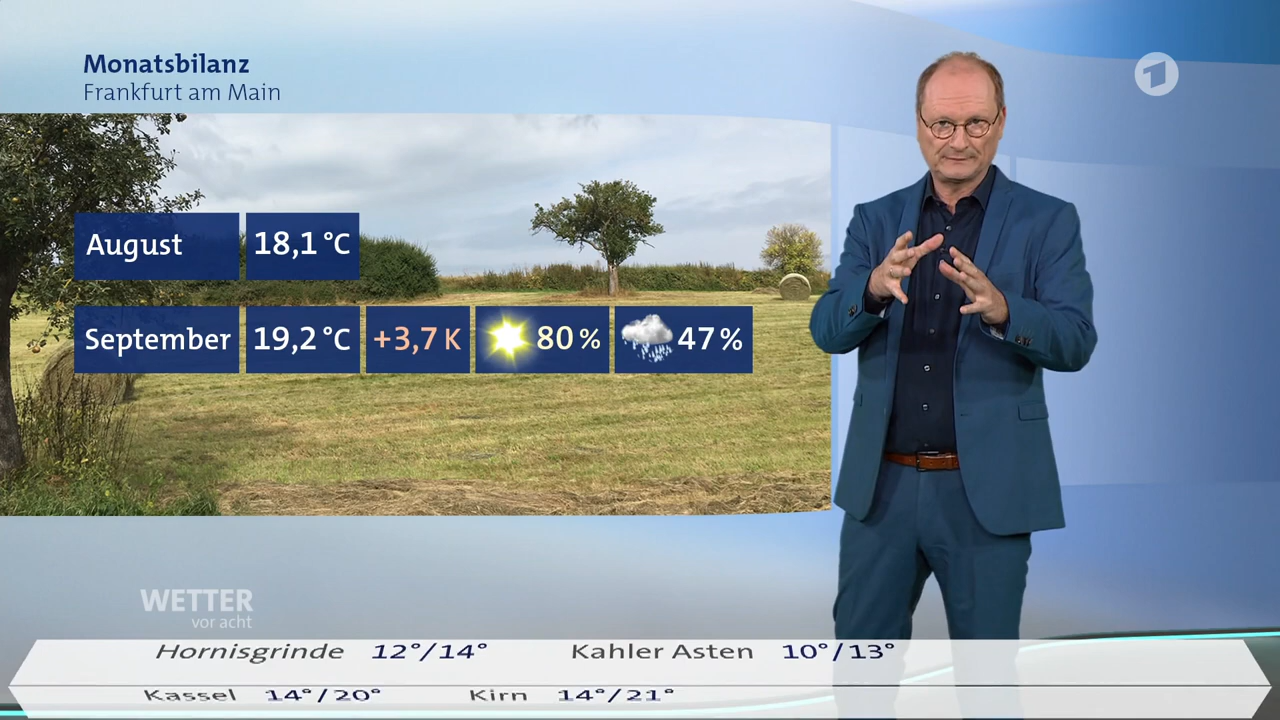 Monatsbilanz
Frankfurt am Main
1
August 18,1 °C
September 19,2 °C +3,7 K 80 % 47 %
WETTER
vor acht
Hornisgrinde 12°/14° Kahler Asten 10°/13°
Kassel 14°/20° Kirn 14°/21°